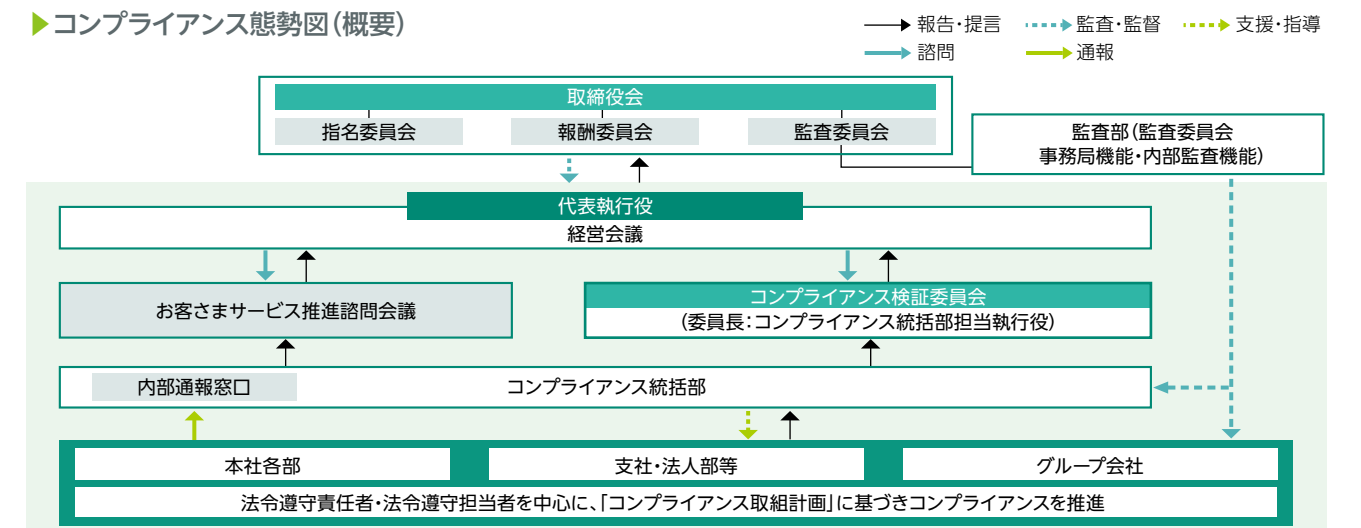 ▶コンプライアンス態勢図(概要)
報告・提言
監査・監督
支援・指導
諮問
通報
取締役会
指名委員会
報酬委員会
監査委員会
監査部(監査委員会
事務局機能・内部監査機能)
代表執行役
経営会議
お客さまサービス推進諮問会議
コンプライアンス検証委員会
(委員長:コンプライアンス統括部担当執行役)
内部通報窓口
コンプライアンス統括部
本社各部
支社・法人部等
グループ会社
法令遵守責任者・法令遵守担当者を中心に、「コンプライアンス取組計画」に基づきコンプライアンスを推進